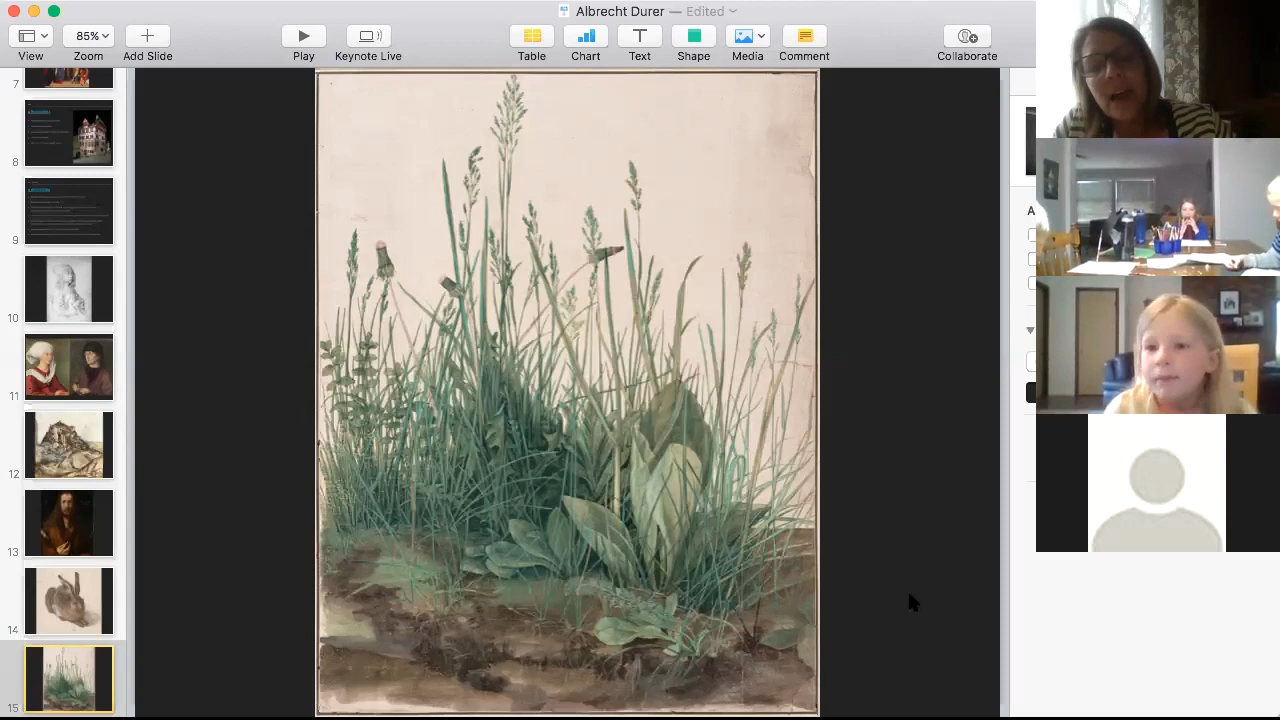 Albrecht Durer — Edited
85%
View
Zoom
Add Slide
Play
Keynote Live
Table
Chart
Text
Shape
Media
Comment
Collaborate
7
8
9
10
11
12
13
14
15
A